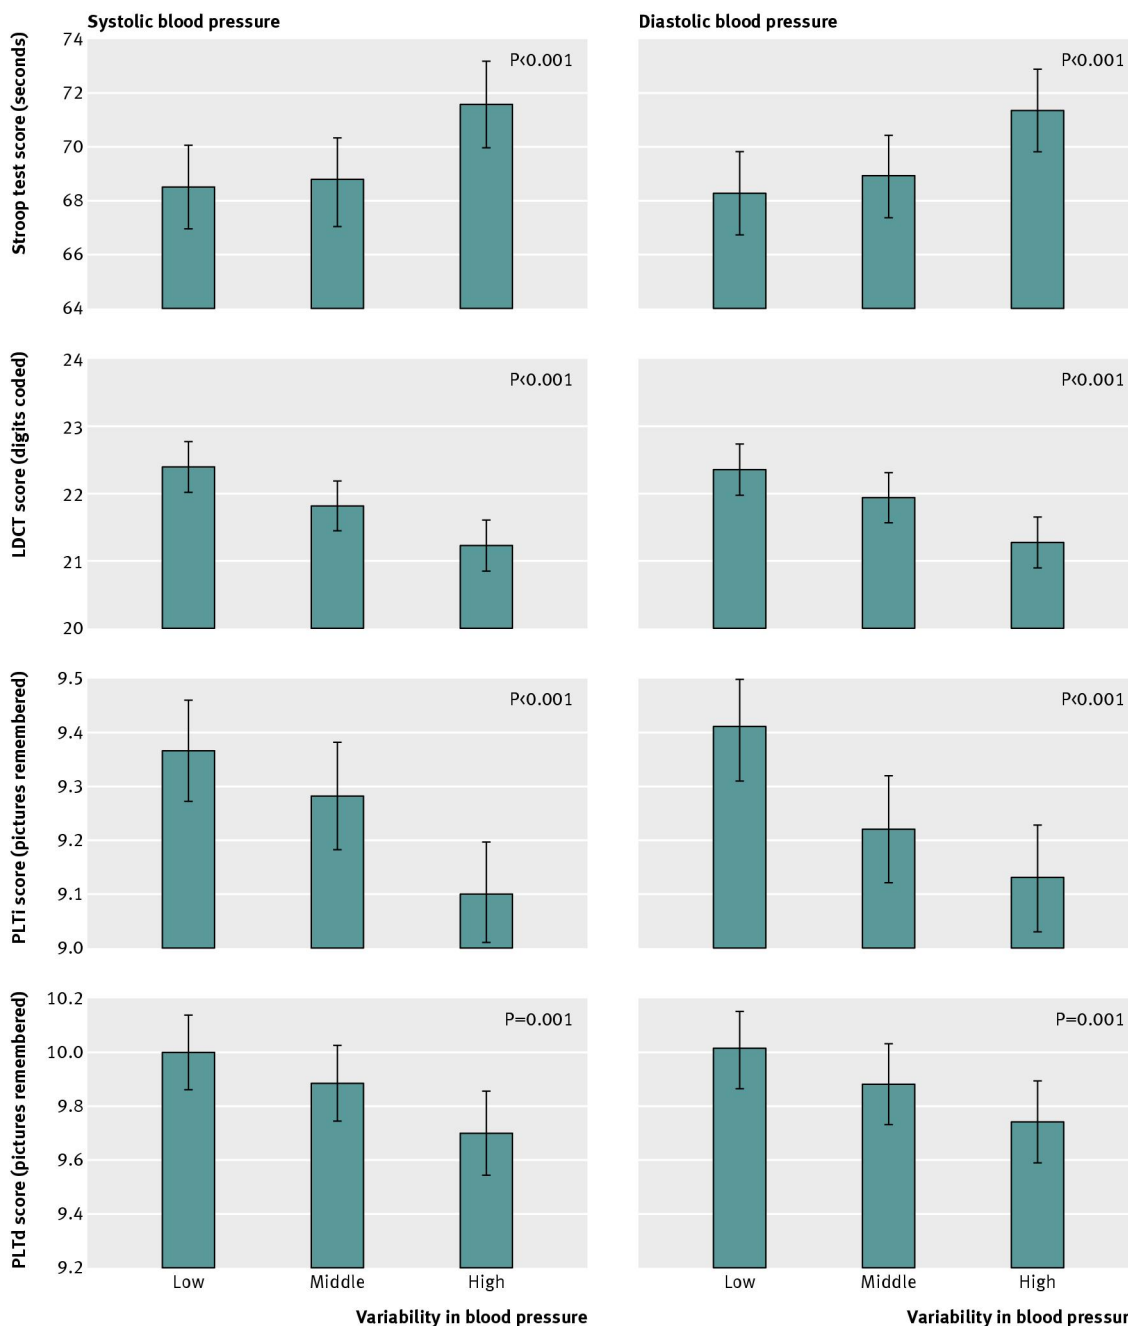 Systolic blood pressure
Diastolic blood pressure
Stroop test score (seconds)
74
72
70
68
66
64
P<0.001
P<0.001
LDCT score (digits coded)
24
23
22
21
20
P<0.001
P<0.001
PLTi score (pictures remembered)
9.5
9.4
9.3
9.2
9.1
9.0
P<0.001
P<0.001
PLTd score (pictures remembered)
10.2
10.0
9.8
9.6
9.4
9.2
P=0.001
P=0.001
Low Middle High
Low Middle High
Variability in blood pressure
Variability in blood pressur